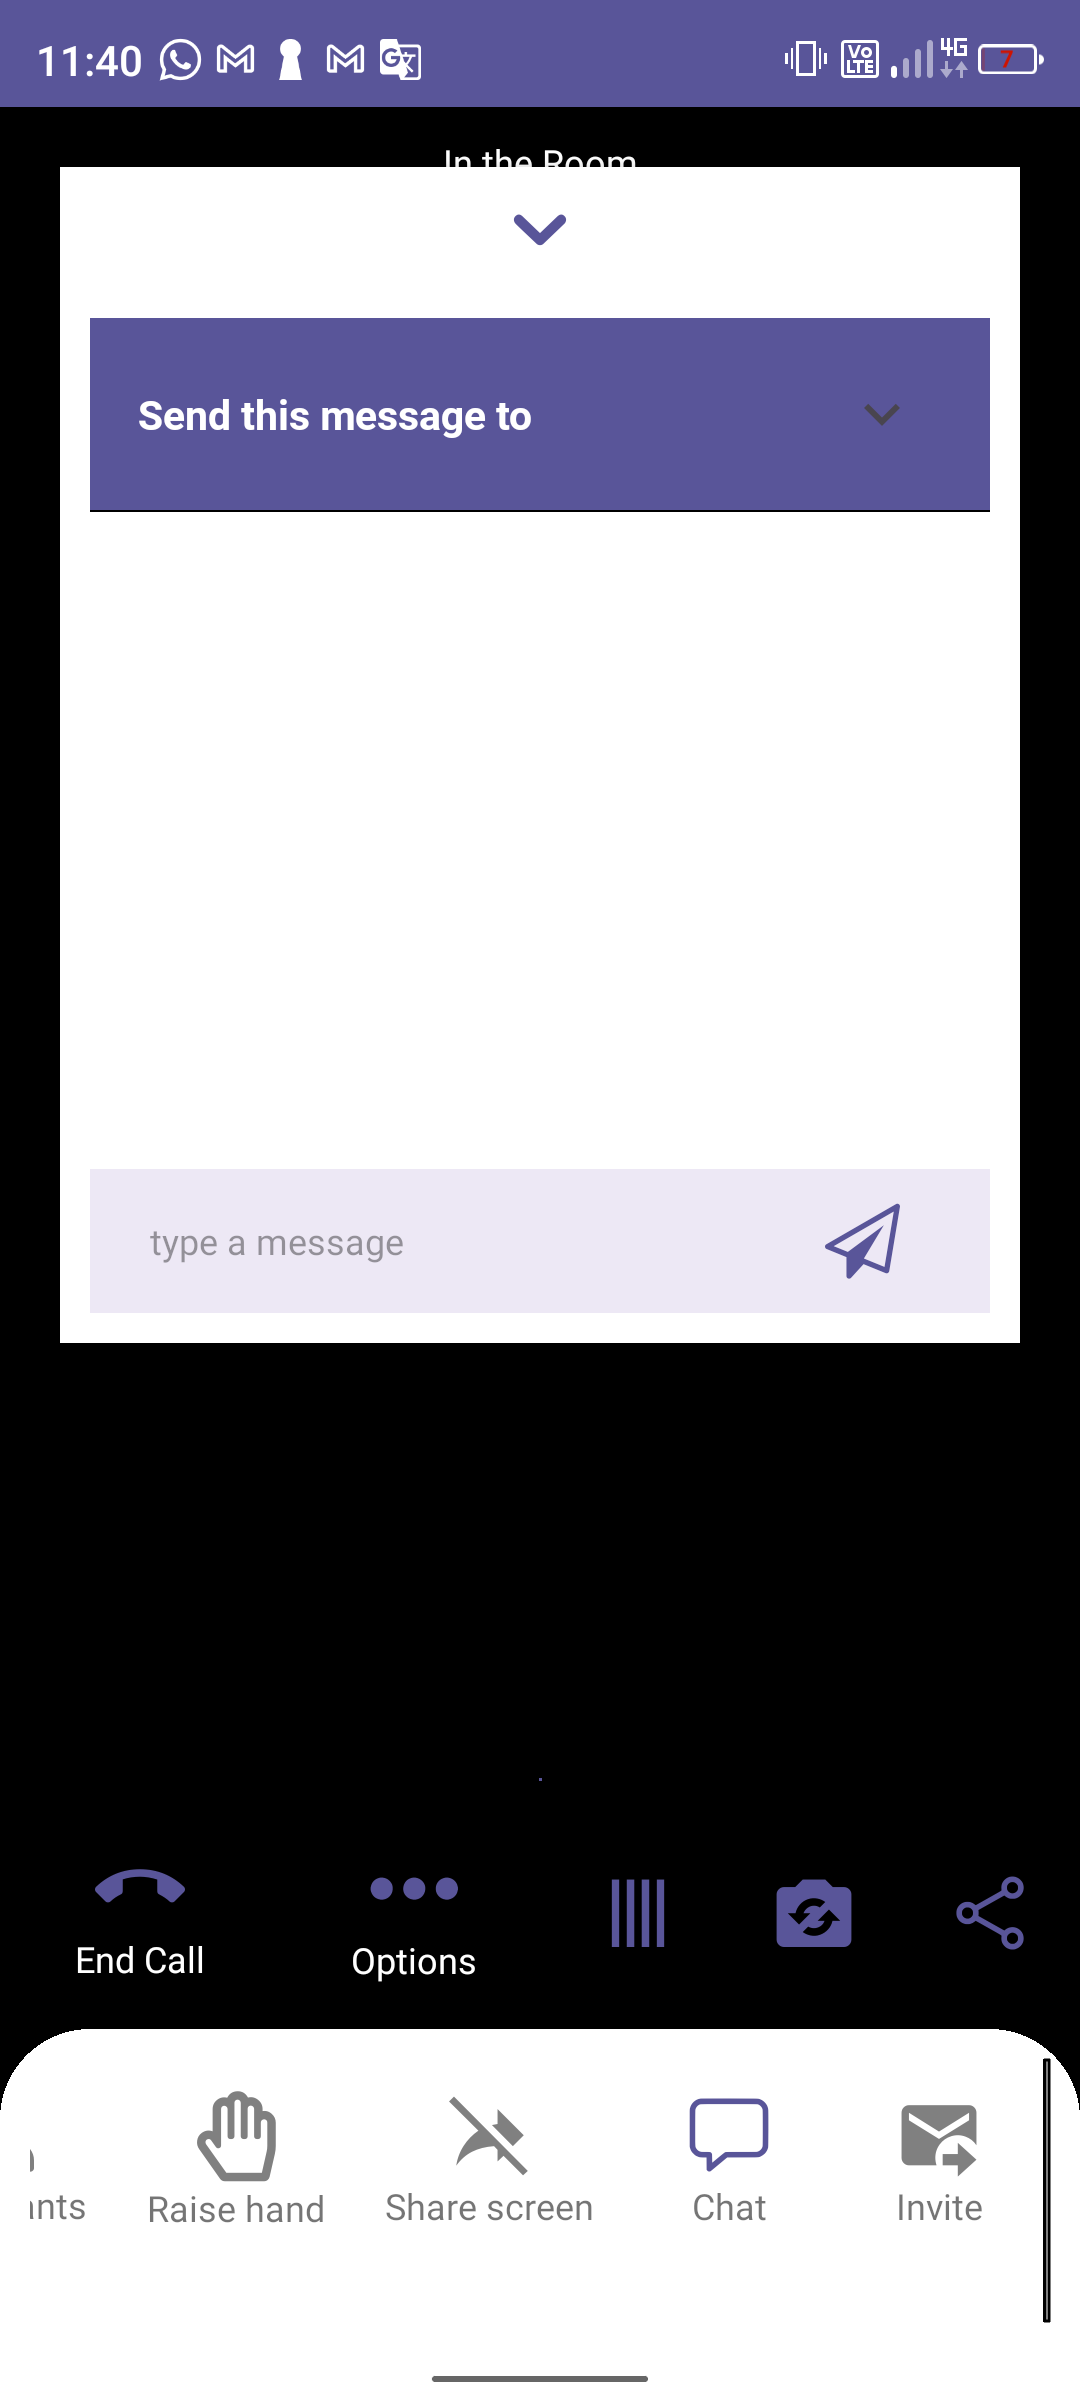 11:40
VO
LTE
4G
7
In the Room
Send this message to
type a message
End Call
Options
Raise hand
Share screen
Chat
Invite